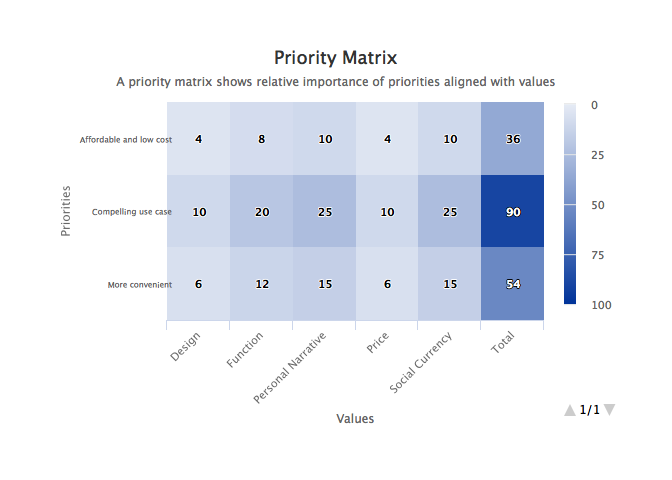 Priority Matrix
A priority matrix shows relative importance of priorities aligned with values
Priorities
Affordable and low cost 4 8 10 4 10 36
Compelling use case 10 20 25 10 25 90
More convenient 6 12 15 6 15 54
Design Function Personal Narrative Price Social Currency Total
Values
0
25
50
75
100
1/1